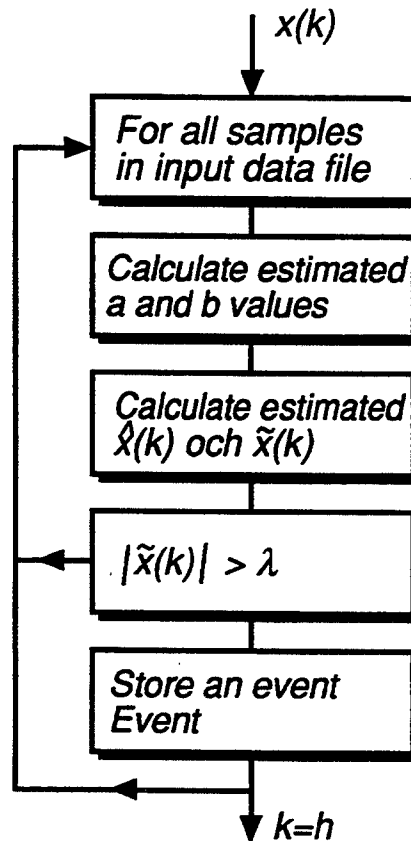 x(k)
For all samples
in input data file
Calculate estimated
a and b values
Calculate estimated
x̂(k) och x̃(k)
|x̃(k)| > λ
Store an event
Event
k=h